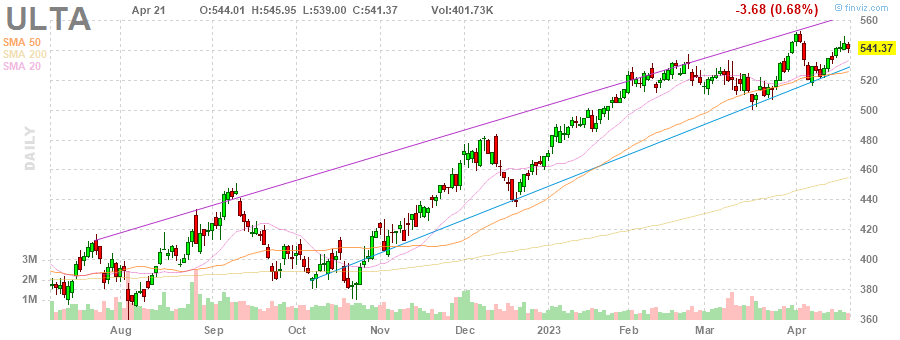 © finviz.com
ULTA Apr 21 O:544.01 H:545.95 L:539.00 C:541.37 Vol:401.73K -3.68 (0.68%)
SMA 50
SMA 200
SMA 20
DAILY
560
541.37
520
500
480
460
440
420
400
380
360
3M
2M
1M
Aug Sep Oct Nov Dec 2023 Feb Mar Apr